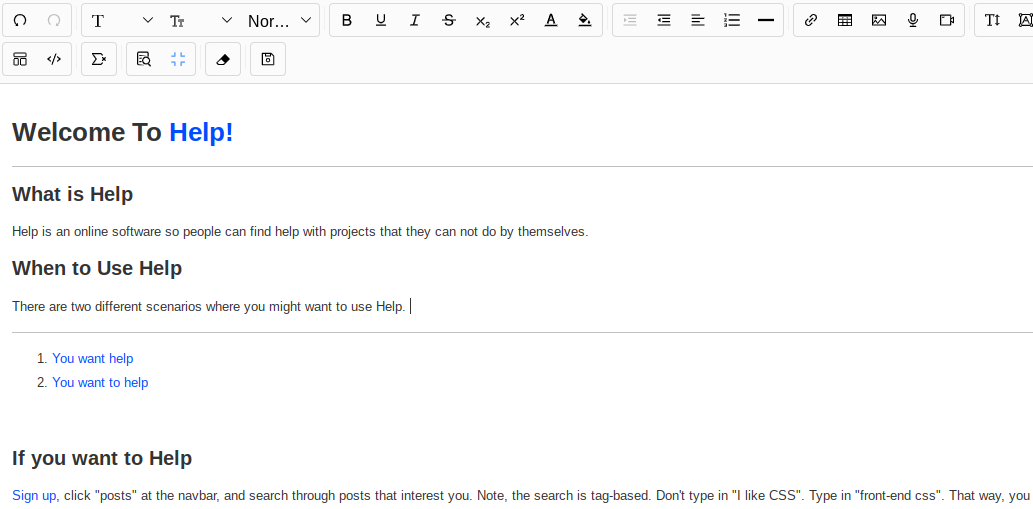 Nor...
Welcome To Help!
What is Help
Help is an online software so people can find help with projects that they can not do by themselves.
When to Use Help
There are two different scenarios where you might want to use Help.
1. You want help
2. You want to help
If you want to Help
Sign up, click "posts" at the navbar, and search through posts that interest you. Note, the search is tag-based. Don't type in "I like CSS". Type in "front-end css". That way, you